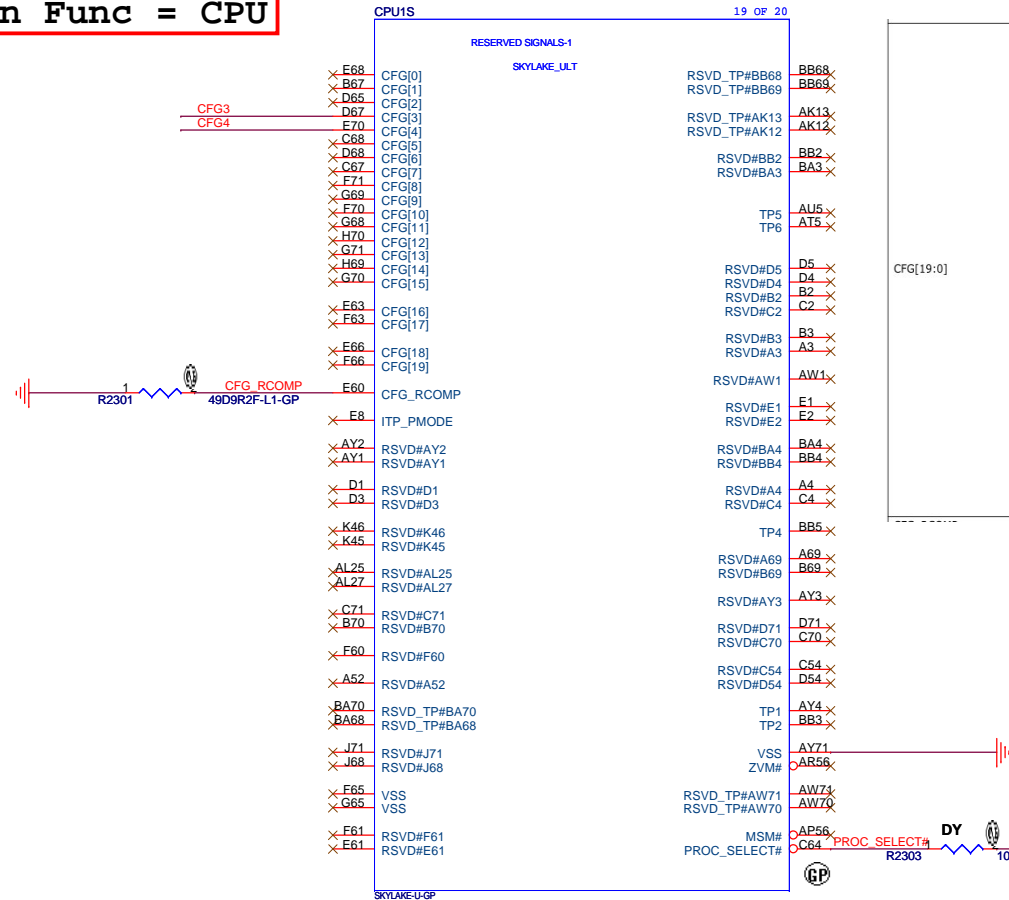 n Func = CPU
CPU1S
19 OF 20
RESERVED SIGNALS-1
SKYLAKE_ULT
E68 CFG[0]
B67 CFG[1]
D65 CFG[2]
CFG3 D67 CFG[3]
CFG4 E70 CFG[4]
C68 CFG[5]
D68 CFG[6]
C67 CFG[7]
F71 CFG[8]
G69 CFG[9]
F70 CFG[10]
G68 CFG[11]
H70 CFG[12]
G71 CFG[13]
H69 CFG[14]
G70 CFG[15]
E63 CFG[16]
F63 CFG[17]
E66 CFG[18]
F66 CFG[19]
1 R2301 49D9R2F-L1-GP CFG_RCOMP E60 CFG_RCOMP
E8 ITP_PMODE
AY2 RSVD#AY2
AY1 RSVD#AY1
D1 RSVD#D1
D3 RSVD#D3
K46 RSVD#K46
K45 RSVD#K45
AL25 RSVD#AL25
AL27 RSVD#AL27
C71 RSVD#C71
B70 RSVD#B70
F60 RSVD#F60
A52 RSVD#A52
BA70 RSVD_TP#BA70
BA68 RSVD_TP#BA68
J71 RSVD#J71
J68 RSVD#J68
F65 VSS
G65 VSS
F61 RSVD#F61
E61 RSVD#E61
RSVD_TP#BB68 BB68
RSVD_TP#BB69 BB69
RSVD_TP#AK13 AK13
RSVD_TP#AK12 AK12
RSVD#BB2 BB2
RSVD#BA3 BA3
TP5 AU5
TP6 AT5
RSVD#D5 D5
RSVD#D4 D4
RSVD#B2 B2
RSVD#C2 C2
RSVD#B3 B3
RSVD#A3 A3
RSVD#AW1 AW1
RSVD#E1 E1
RSVD#E2 E2
RSVD#BA4 BA4
RSVD#BB4 BB4
RSVD#A4 A4
RSVD#C4 C4
TP4 BB5
RSVD#A69 A69
RSVD#B69 B69
RSVD#AY3 AY3
RSVD#D71 D71
RSVD#C70 C70
RSVD#C54 C54
RSVD#D54 D54
TP1 AY4
TP2 BB3
VSS AY71
ZVM# AR56
RSVD_TP#AW71 AW71
RSVD_TP#AW70 AW70
MSM# AP56
PROC_SELECT# C64 PROC_SELECT# 1 R2303 DY 10
GP
SKYLAKE-U-GP
CFG[19:0]